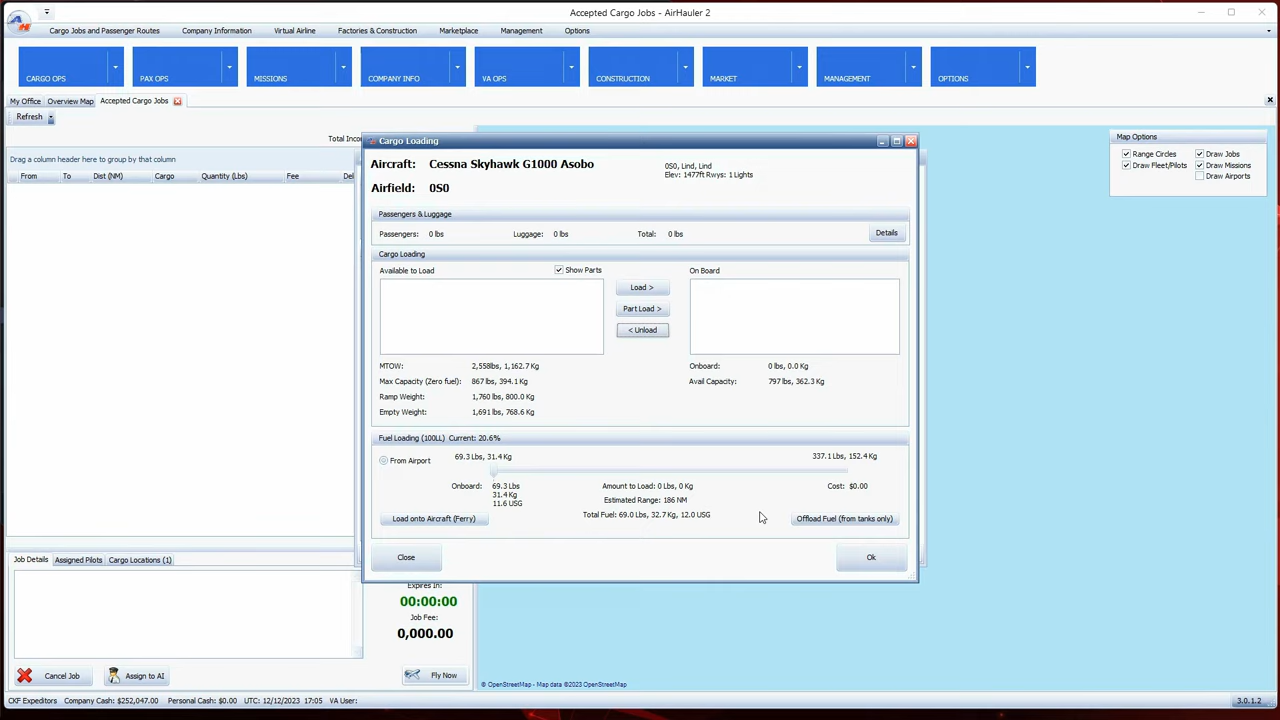 Accepted Cargo Jobs - AirHauler 2
Cargo Jobs and Passenger Routes Company Information Virtual Airline Factories & Construction Marketplace Management Options
CARGO OPS PAX OPS MISSIONS COMPANY INFO VA OPS CONSTRUCTION MARKET MANAGEMENT OPTIONS
My Office Overview Map Accepted Cargo Jobs
Refresh
Total Inco
Drag a column header here to group by that column
From To Dist (NM) Cargo Quantity (Lbs) Fee Del
Map Options
Range Circles Draw Jobs
Draw Fleet/Pilots Draw Missions
Draw Airports
Cargo Loading
Aircraft: Cessna Skyhawk G1000 Asobo
0S0, Lind, Lind
Elev: 1477ft Rwys: 1 Lights
Airfield: 0S0
Passengers & Luggage
Passengers: 0 lbs Luggage: 0 lbs Total: 0 lbs Details
Cargo Loading
Available to Load Show Parts On Board
Load >
Part Load >
< Unload
MTOW: 2,558lbs, 1,162.7 Kg Onboard: 0 lbs, 0.0 Kg
Max Capacity (Zero fuel): 867 lbs, 394.1 Kg Avail Capacity: 797 lbs, 362.3 Kg
Ramp Weight: 1,760 lbs, 800.0 Kg
Empty Weight: 1,691 lbs, 768.6 Kg
Fuel Loading (100LL) Current: 20.6%
From Airport 69.3 Lbs, 31.4 Kg 337.1 Lbs, 152.4 Kg
Onboard: 69.3 Lbs Amount to Load: 0 Lbs, 0 Kg Cost: $0.00
31.4 Kg Estimated Range: 186 NM
11.6 USG
Total Fuel: 69.0 Lbs, 32.7 Kg, 12.0 USG
Load onto Aircraft (Ferry) Offload Fuel (from tanks only)
Close Ok
Job Details Assigned Pilots Cargo Locations (1)
Expires In:
00:00:00
Job Fee:
0,000.00
Cancel Job Assign to AI Fly Now
© OpenStreetMap - Map data ©2023 OpenStreetMap
CKF Expeditors Company Cash: $252,047.00 Personal Cash: $0.00 UTC: 12/12/2023 17:05 VA User: 3.0.1.2